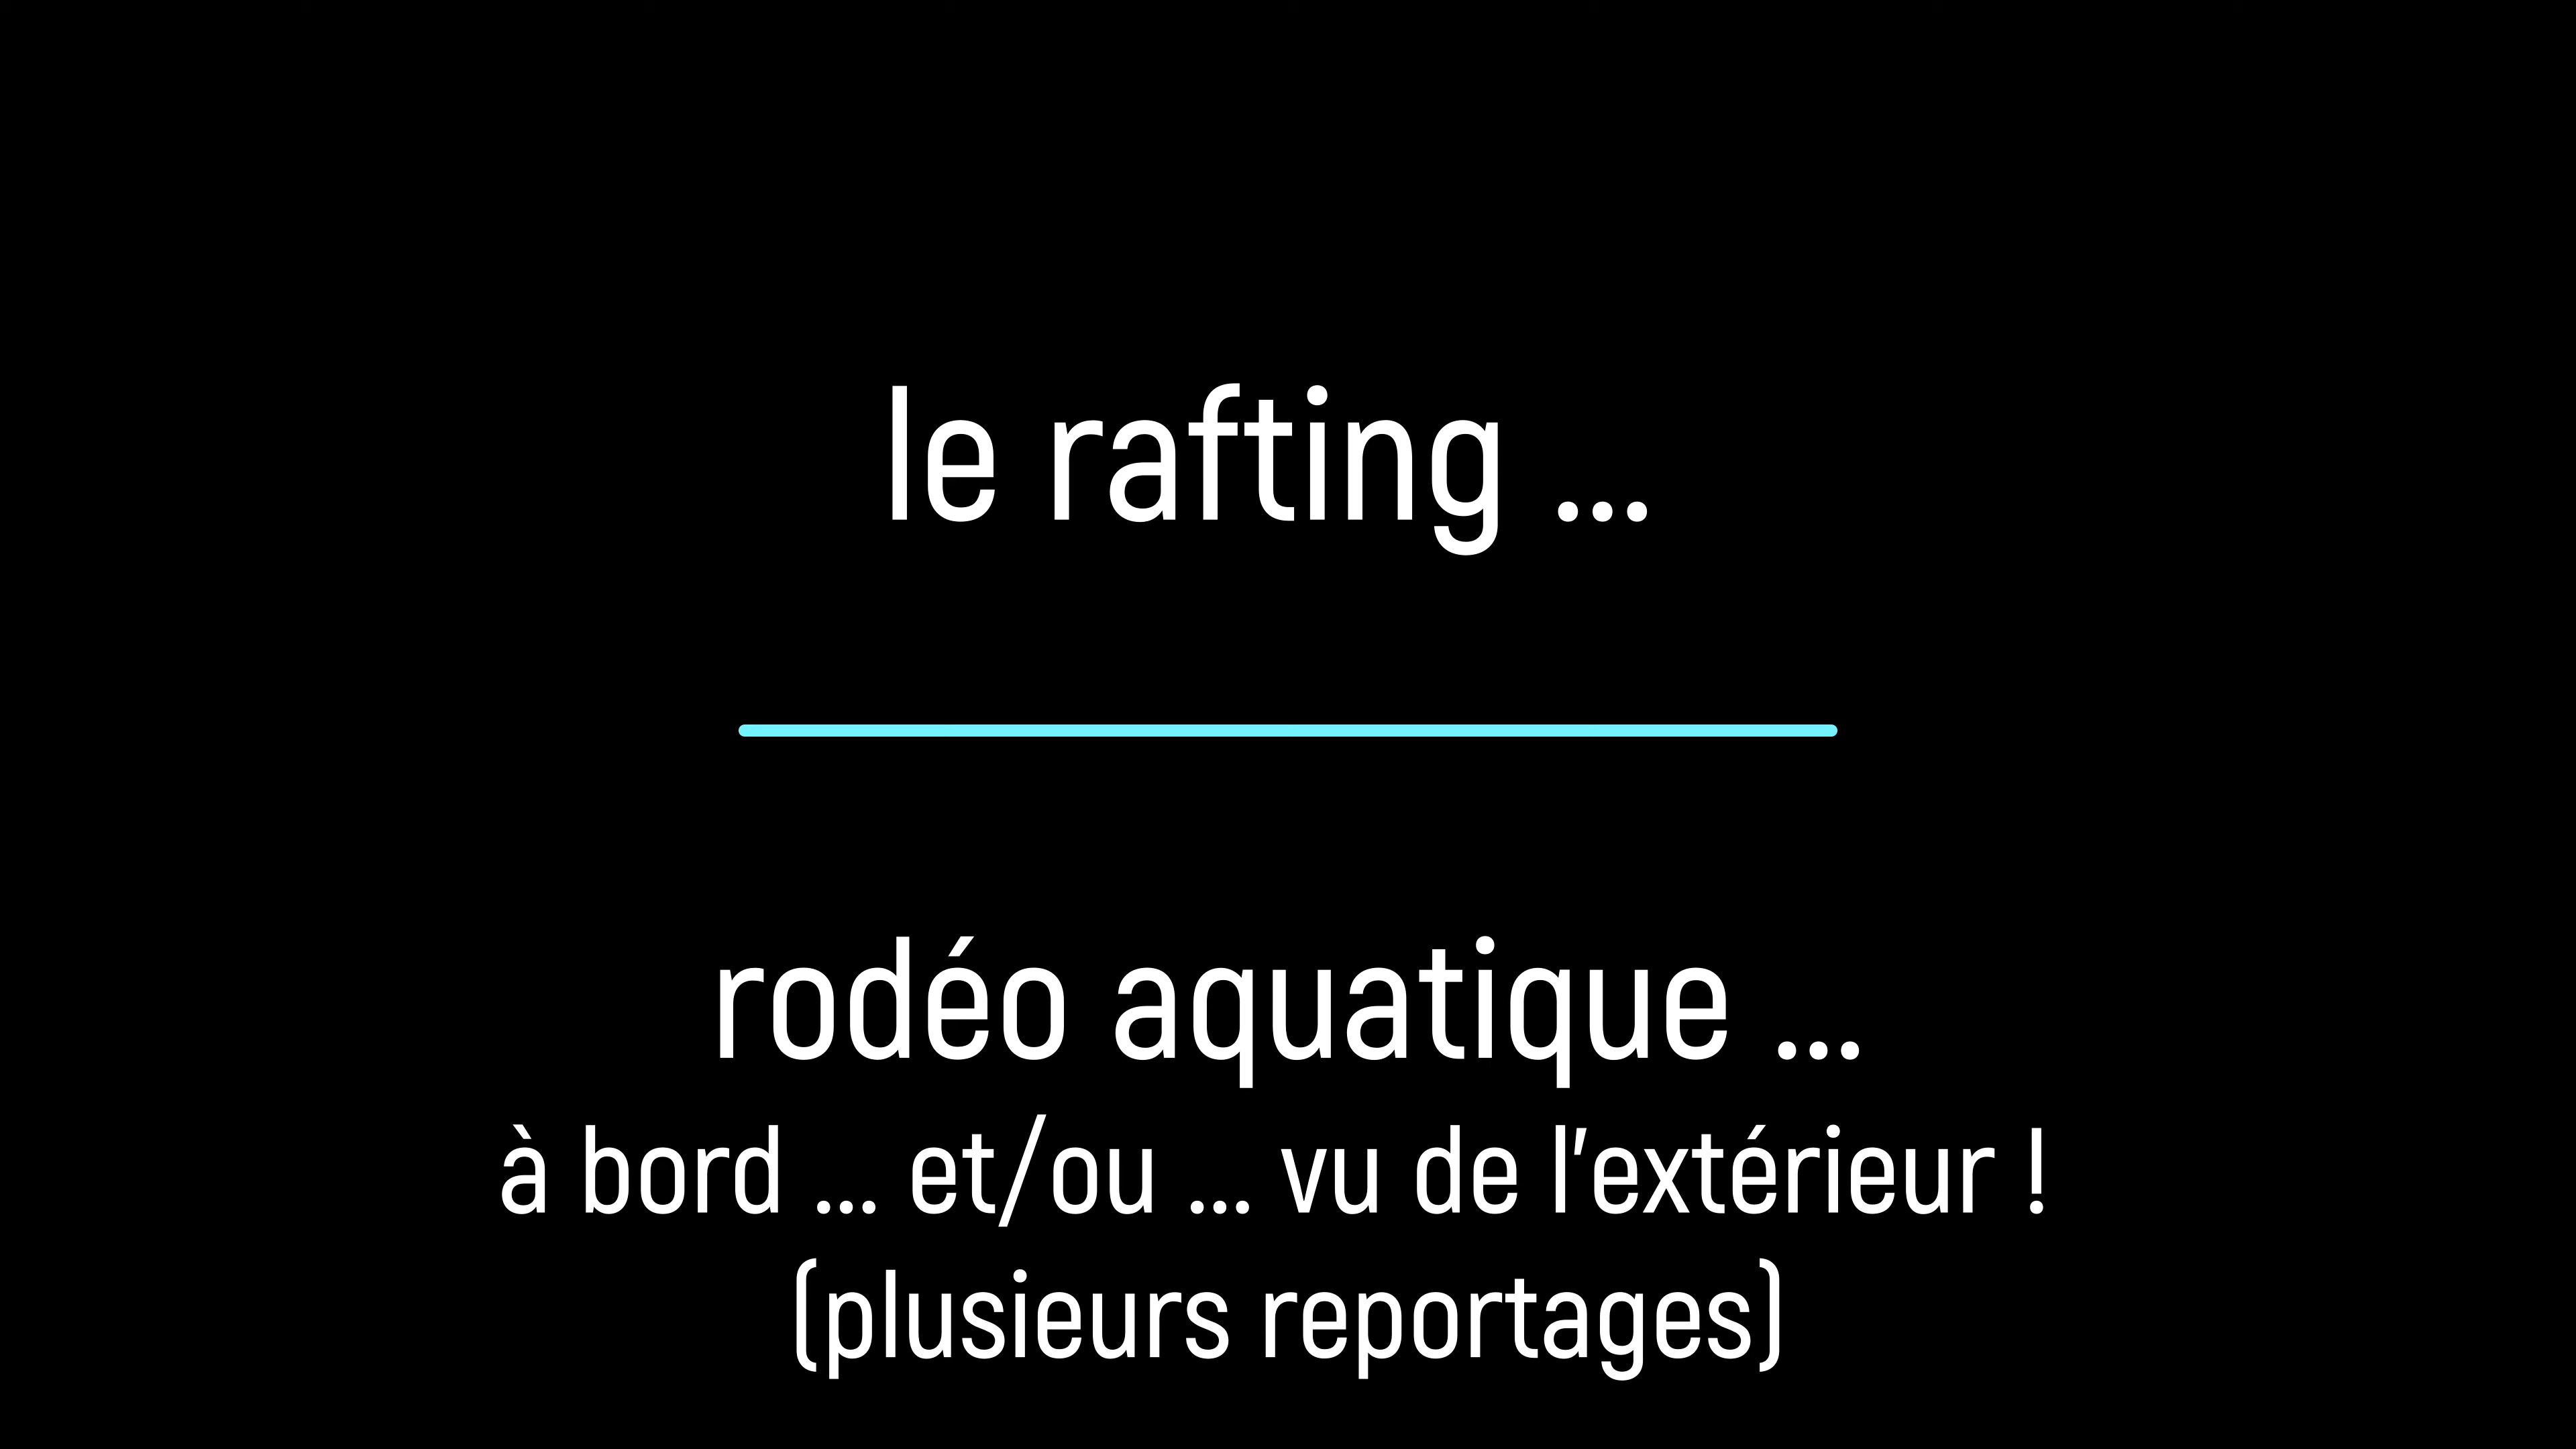 le rafting ...
rodéo aquatique ...
à bord ... et/ou ... vu de l'extérieur !
(plusieurs reportages)